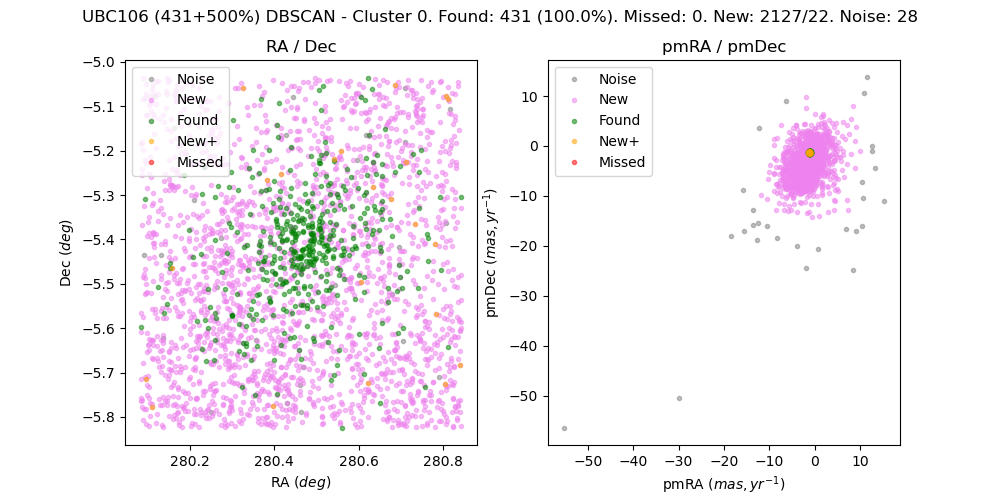 UBC106 (431+500%) DBSCAN - Cluster 0. Found: 431 (100.0%). Missed: 0. New: 2127/22. Noise: 28
RA / Dec
Noise
New
Found
New+
Missed
−5.0
−5.1
−5.2
−5.3
−5.4
−5.5
−5.6
−5.7
−5.8
Dec (deg)
280.2
280.4
280.6
280.8
RA (deg)
pmRA / pmDec
Noise
New
Found
New+
Missed
10
0
−10
−20
−30
−40
−50
pmDec (mas, yr⁻¹)
−50
−40
−30
−20
−10
0
10
pmRA (mas, yr⁻¹)